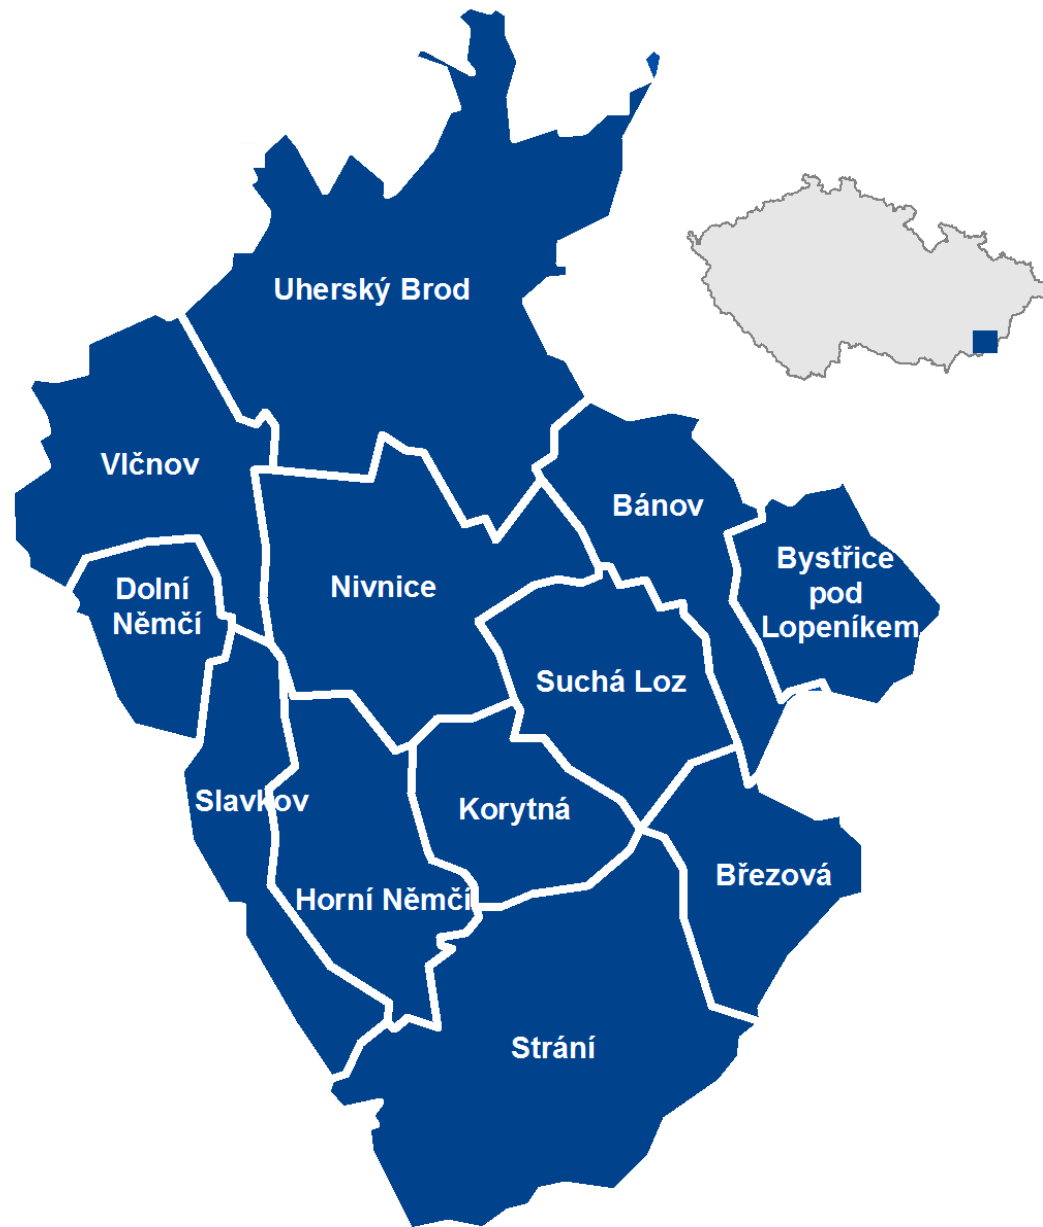 Uherský Brod
Vlčnov
Bánov
Bystřice
pod
Lopeníkem
Dolní
Němčí
Nivnice
Suchá Loz
Slavkov
Korytná
Březová
Horní Němčí
Strání